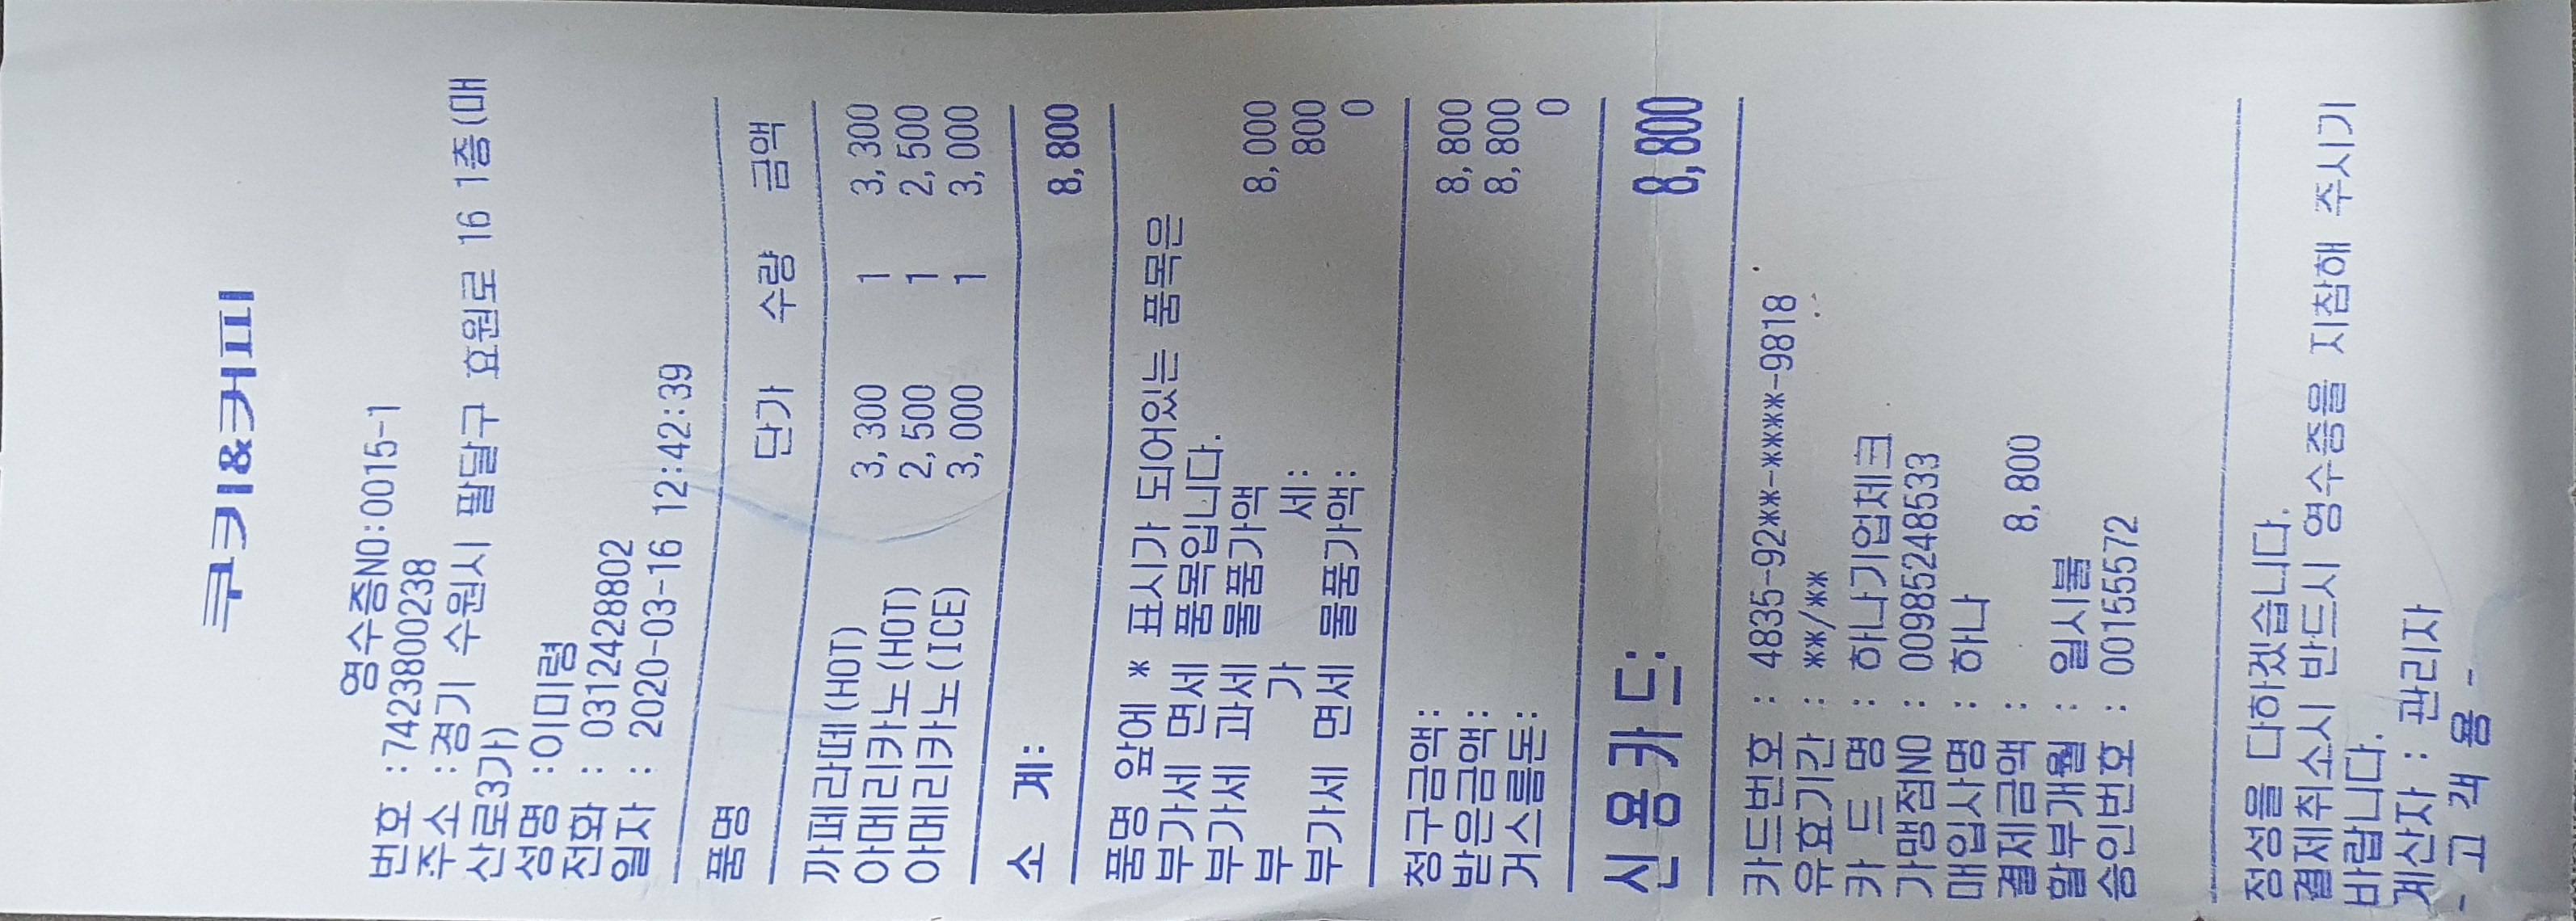 쿠키&커피
영수증NO:0015-1
번호 :7423800238
주소 :경기 수원시 팔달구 효원로 16 1층(매
산로3가)
성명 :이미령
전화 : 0312428802
일자 : 2020-03-16 12:42:39
품명 단가 수량 금액
까페라떼(HOT) 3,300 1 3,300
아메리카노(HOT) 2,500 1 2,500
아메리카노(ICE) 3,000 1 3,000
소 계: 8,800
품명 앞에 * 표시가 되어있는 품목은
부가세 면세 품목입니다.
부가세 과세 물품가액 8,000
부 가 세: 800
부가세 면세 물품가액: 0
청구금액: 8,800
받은금액: 8,800
거스름돈: 0
신용카드: 8,800
카드번호 : 4835-92**-****-9818
유효기간 : **/**
카 드 명 : 하나기업체크
가맹점NO : 00985248533
매입사명 : 하나
결제금액 : 8,800
할부개월 : 일시불
승인번호 : 00155572
정성을 다하겠습니다.
결제취소시 반드시 영수증을 지참해 주시기
바랍니다.
계산자 : 관리자
- 고 객 용 -